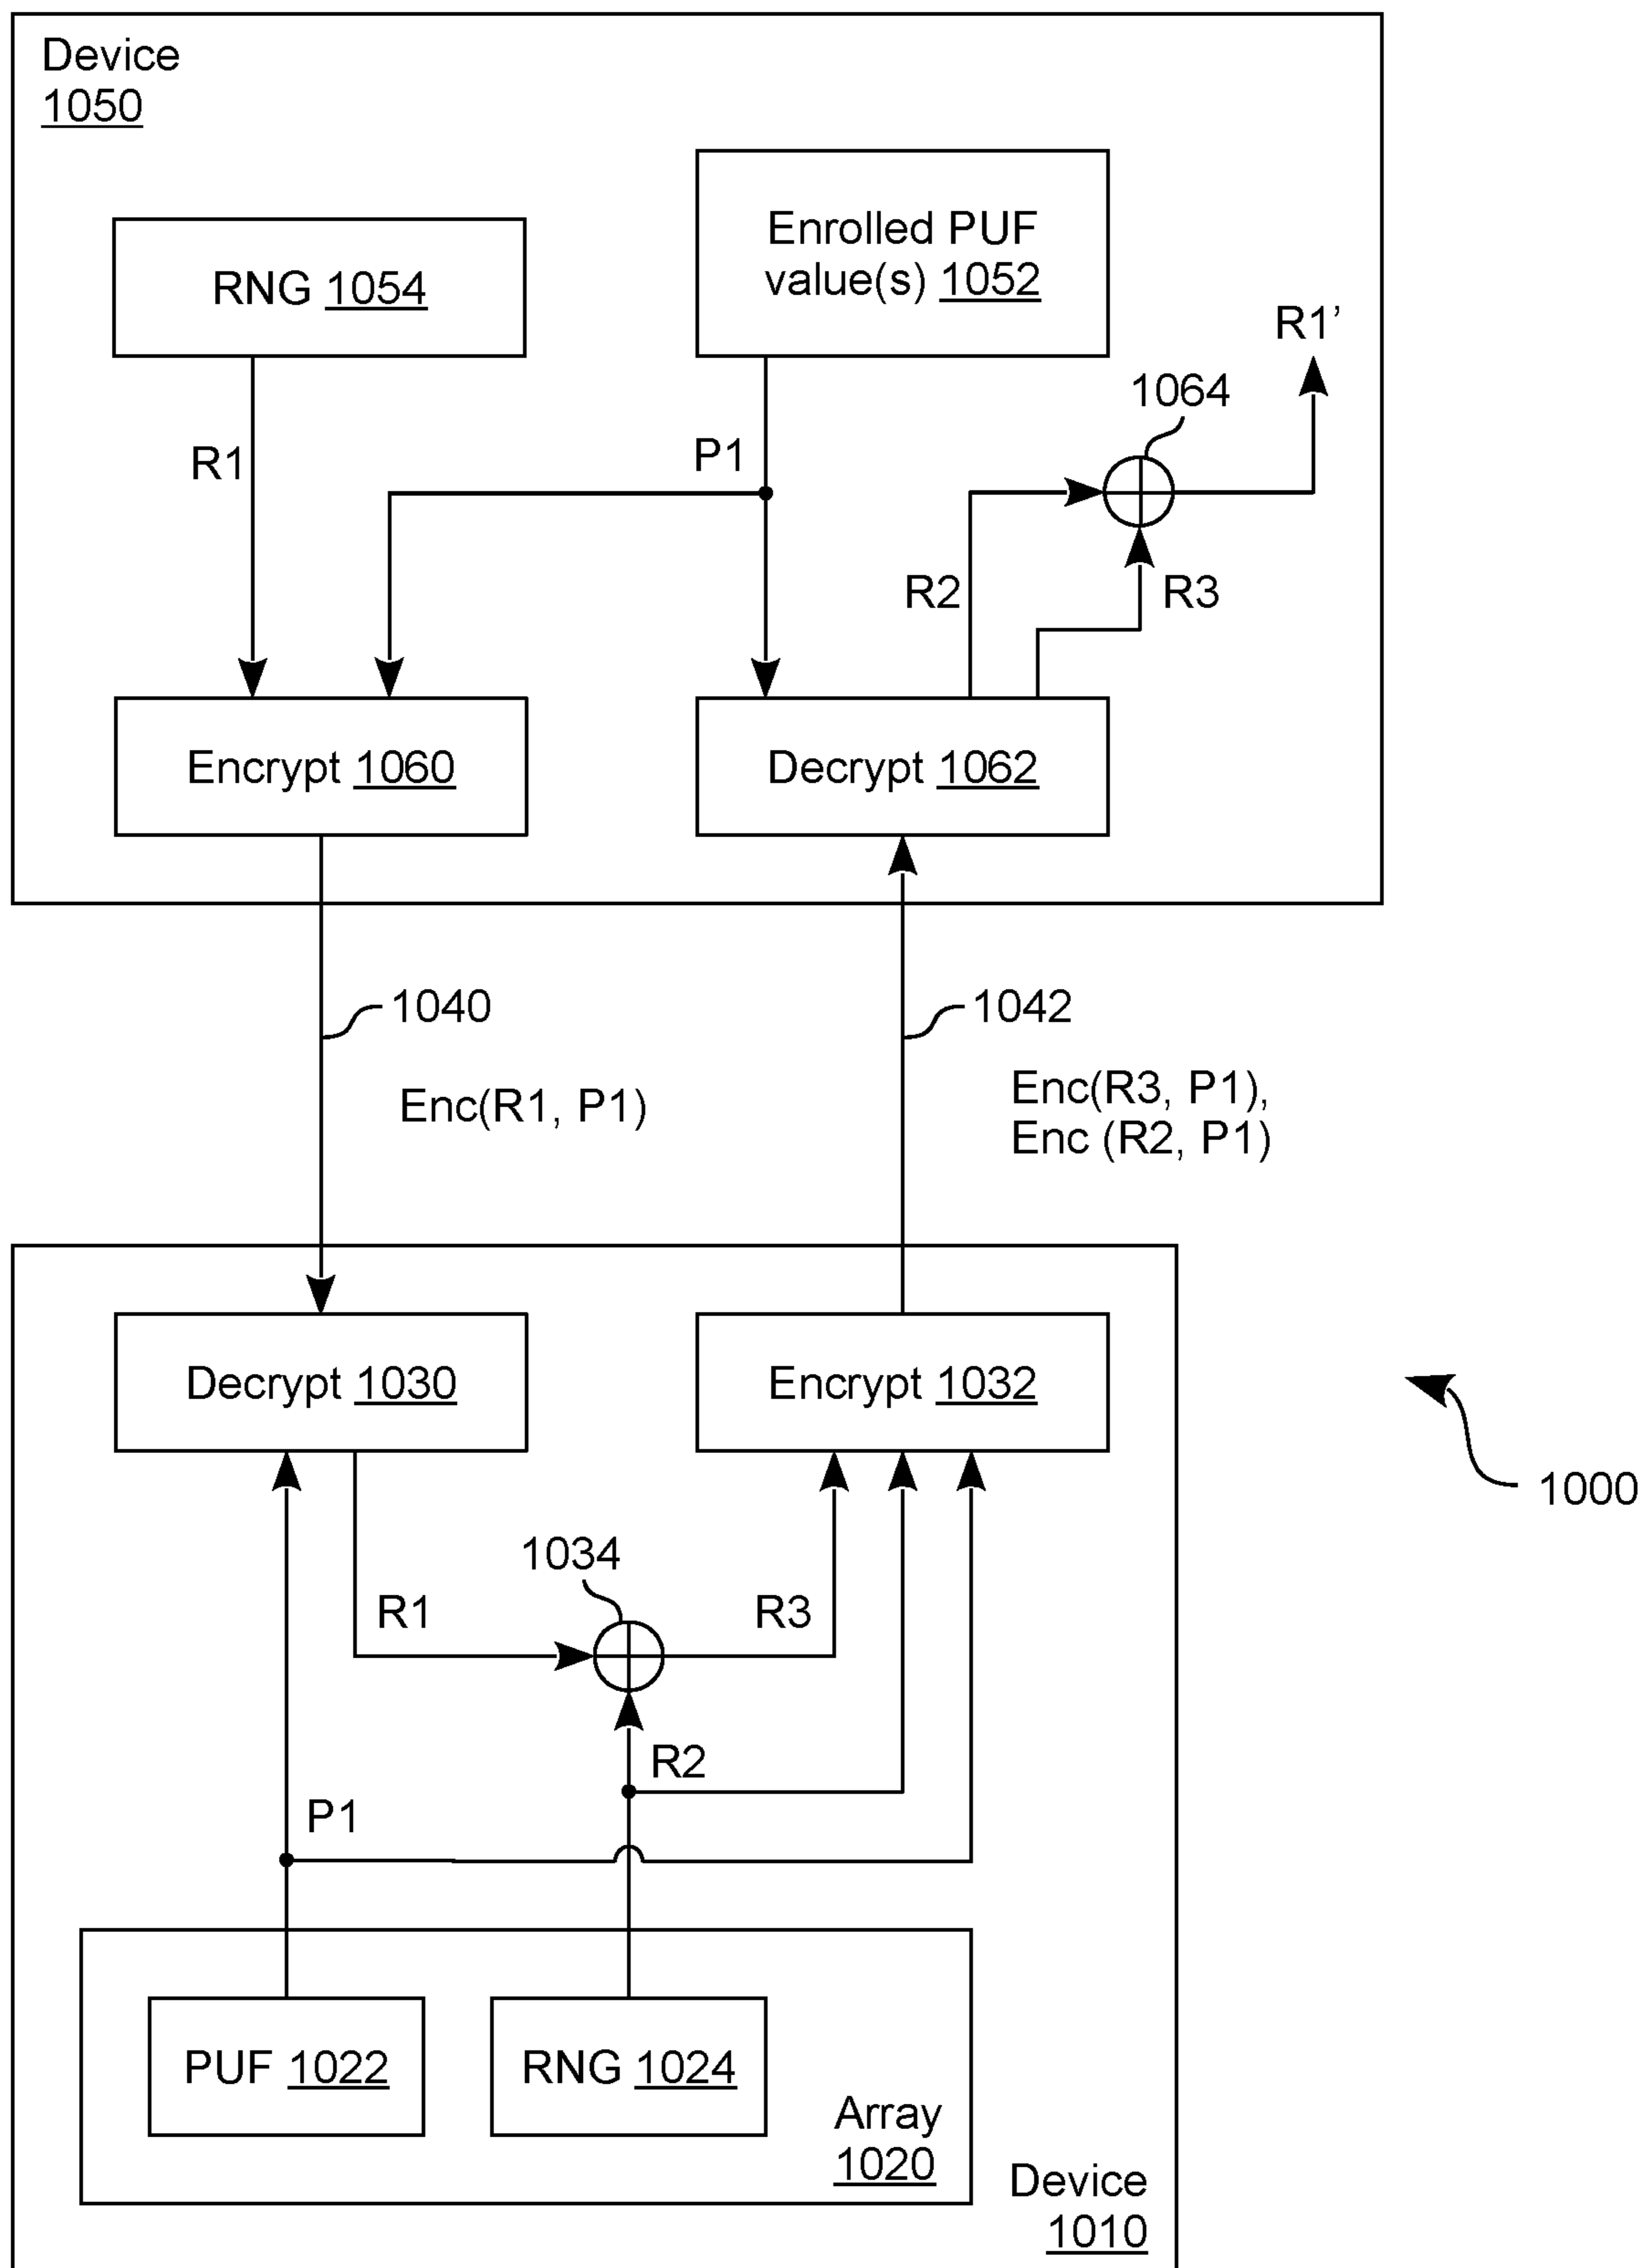 Device
1050
RNG 1054
Enrolled PUF
value(s) 1052
R1’
1064
R1
P1
R2
R3
Encrypt 1060
Decrypt 1062
1040
1042
Enc(R1, P1)
Enc(R3, P1),
Enc (R2, P1)
Decrypt 1030
Encrypt 1032
1000
1034
R1
R3
R2
P1
PUF 1022
RNG 1024
Array
1020
Device
1010